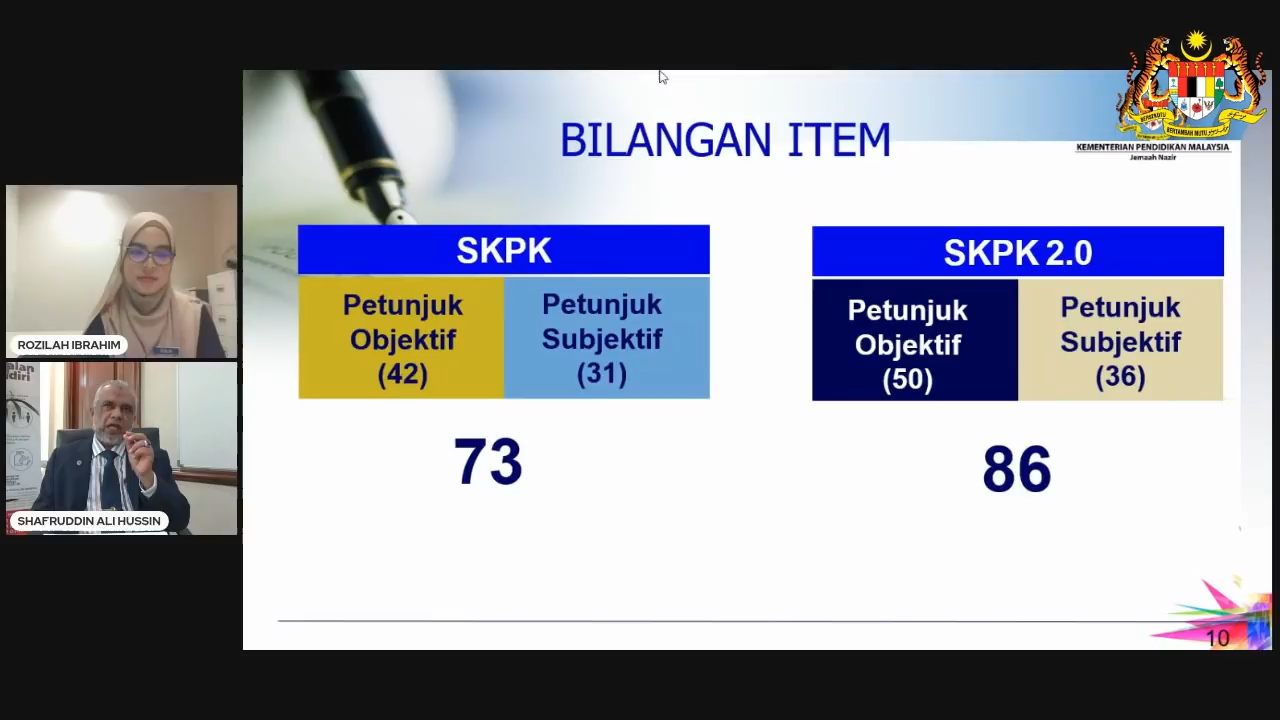 BILANGAN ITEM
KEMENTERIAN PENDIDIKAN MALAYSIA
Jemaah Nazir
SKPK
Petunjuk
Objektif
(42)
Petunjuk
Subjektif
(31)
73
SKPK 2.0
Petunjuk
Objektif
(50)
Petunjuk
Subjektif
(36)
86
ROZILAH IBRAHIM
SHAFRUDDIN ALI HUSSIN
10